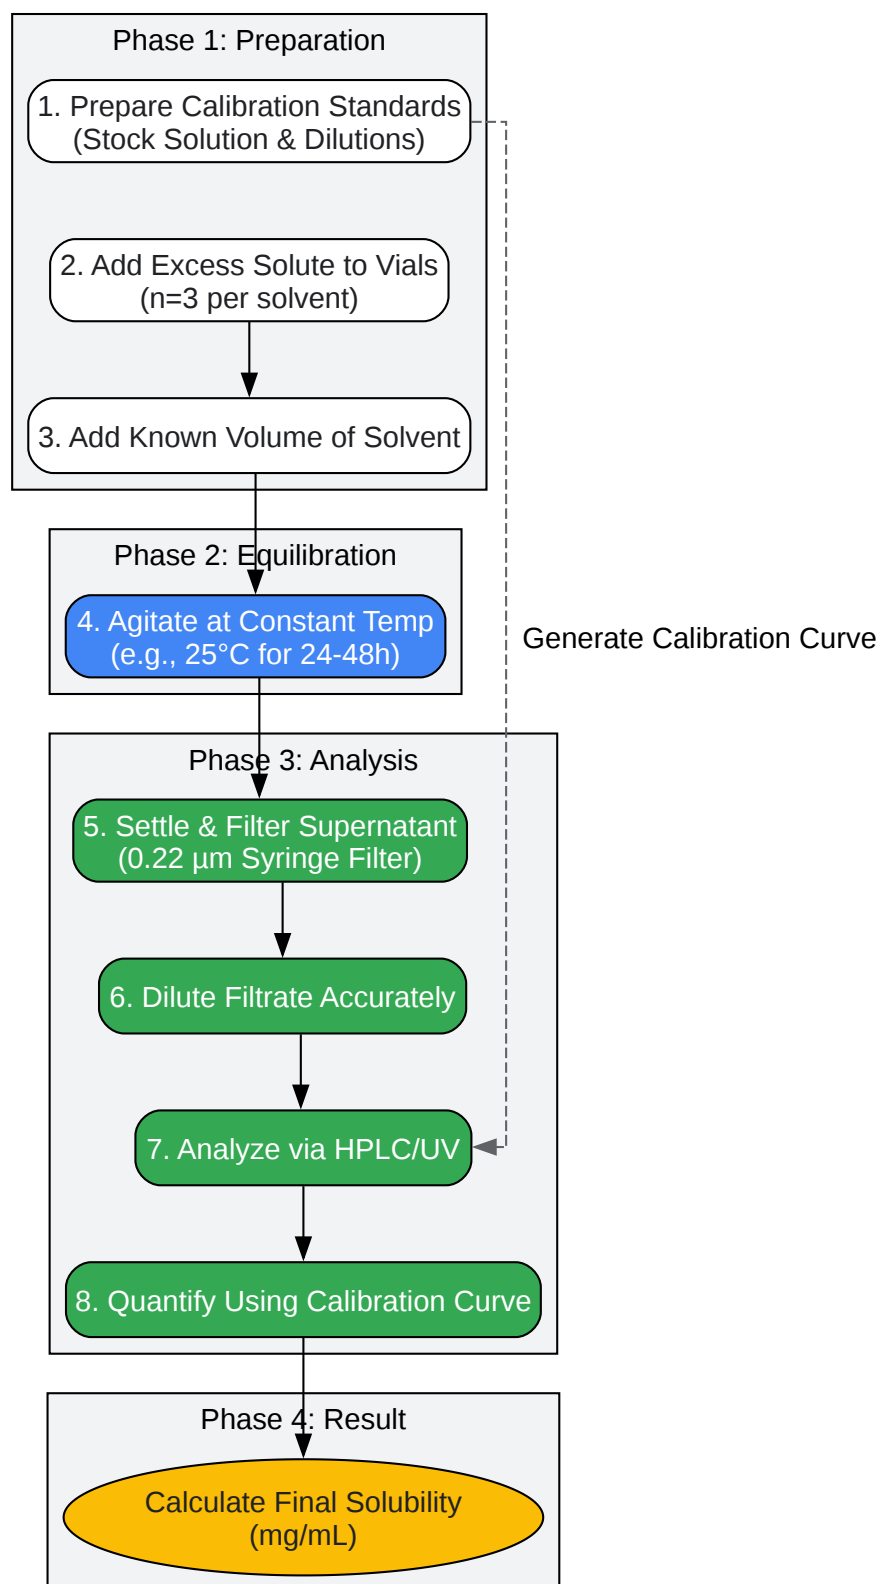 Phase 1: Preparation
1. Prepare Calibration Standards
(Stock Solution & Dilutions)
2. Add Excess Solute to Vials
(n=3 per solvent)
3. Add Known Volume of Solvent
Phase 2: Equilibration
4. Agitate at Constant Temp
(e.g., 25°C for 24-48h)
Generate Calibration Curve
Phase 3: Analysis
5. Settle & Filter Supernatant
(0.22 µm Syringe Filter)
6. Dilute Filtrate Accurately
7. Analyze via HPLC/UV
8. Quantify Using Calibration Curve
Phase 4: Result
Calculate Final Solubility
(mg/mL)